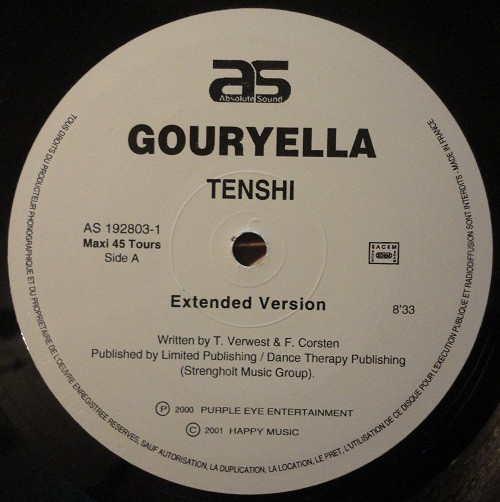 as
Absolute Sound
GOURYELLA
TENSHI
AS 192803-1
Maxi 45 Tours
Side A
SACEM
Extended Version
8'33
Written by T. Verwest & F. Corsten
Published by Limited Publishing / Dance Therapy Publishing
(Strengholt Music Group).
Ⓟ 2000 PURPLE EYE ENTERTAINMENT
© 2001 HAPPY MUSIC
TOUS DROITS DU PRODUCTEUR PHONOGRAPHIQUE ET DU PROPRIETAIRE DE L'OEUVRE ENREGISTREE RESERVES, SAUF AUTORISATION, LA DUPLICATION, LA LOCATION, LE PRET, L'UTILISATION DE CE DISQUE POUR L'EXECUTION PUBLIQUE ET RADIODIFFUSION SONT INTERDITS - MADE IN FRANCE